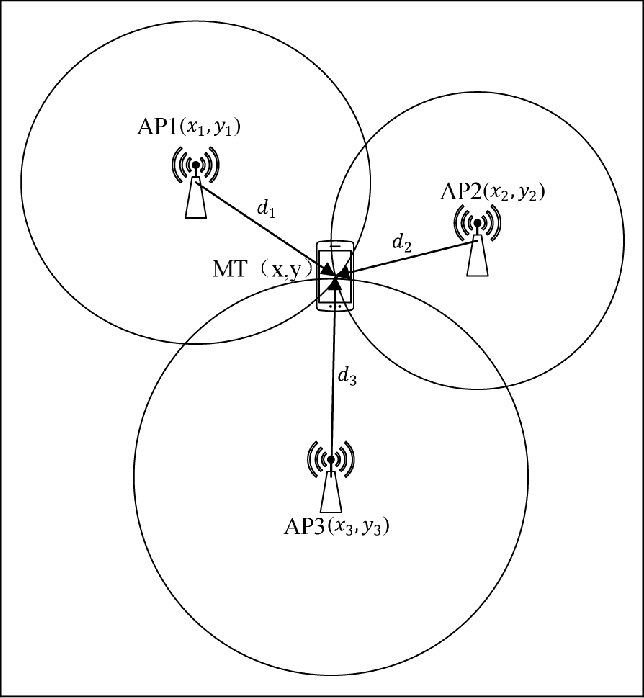 AP1(x₁, y₁)
AP2(x₂, y₂)
d₁
d₂
MT（x,y）
d₃
AP3(x₃, y₃)